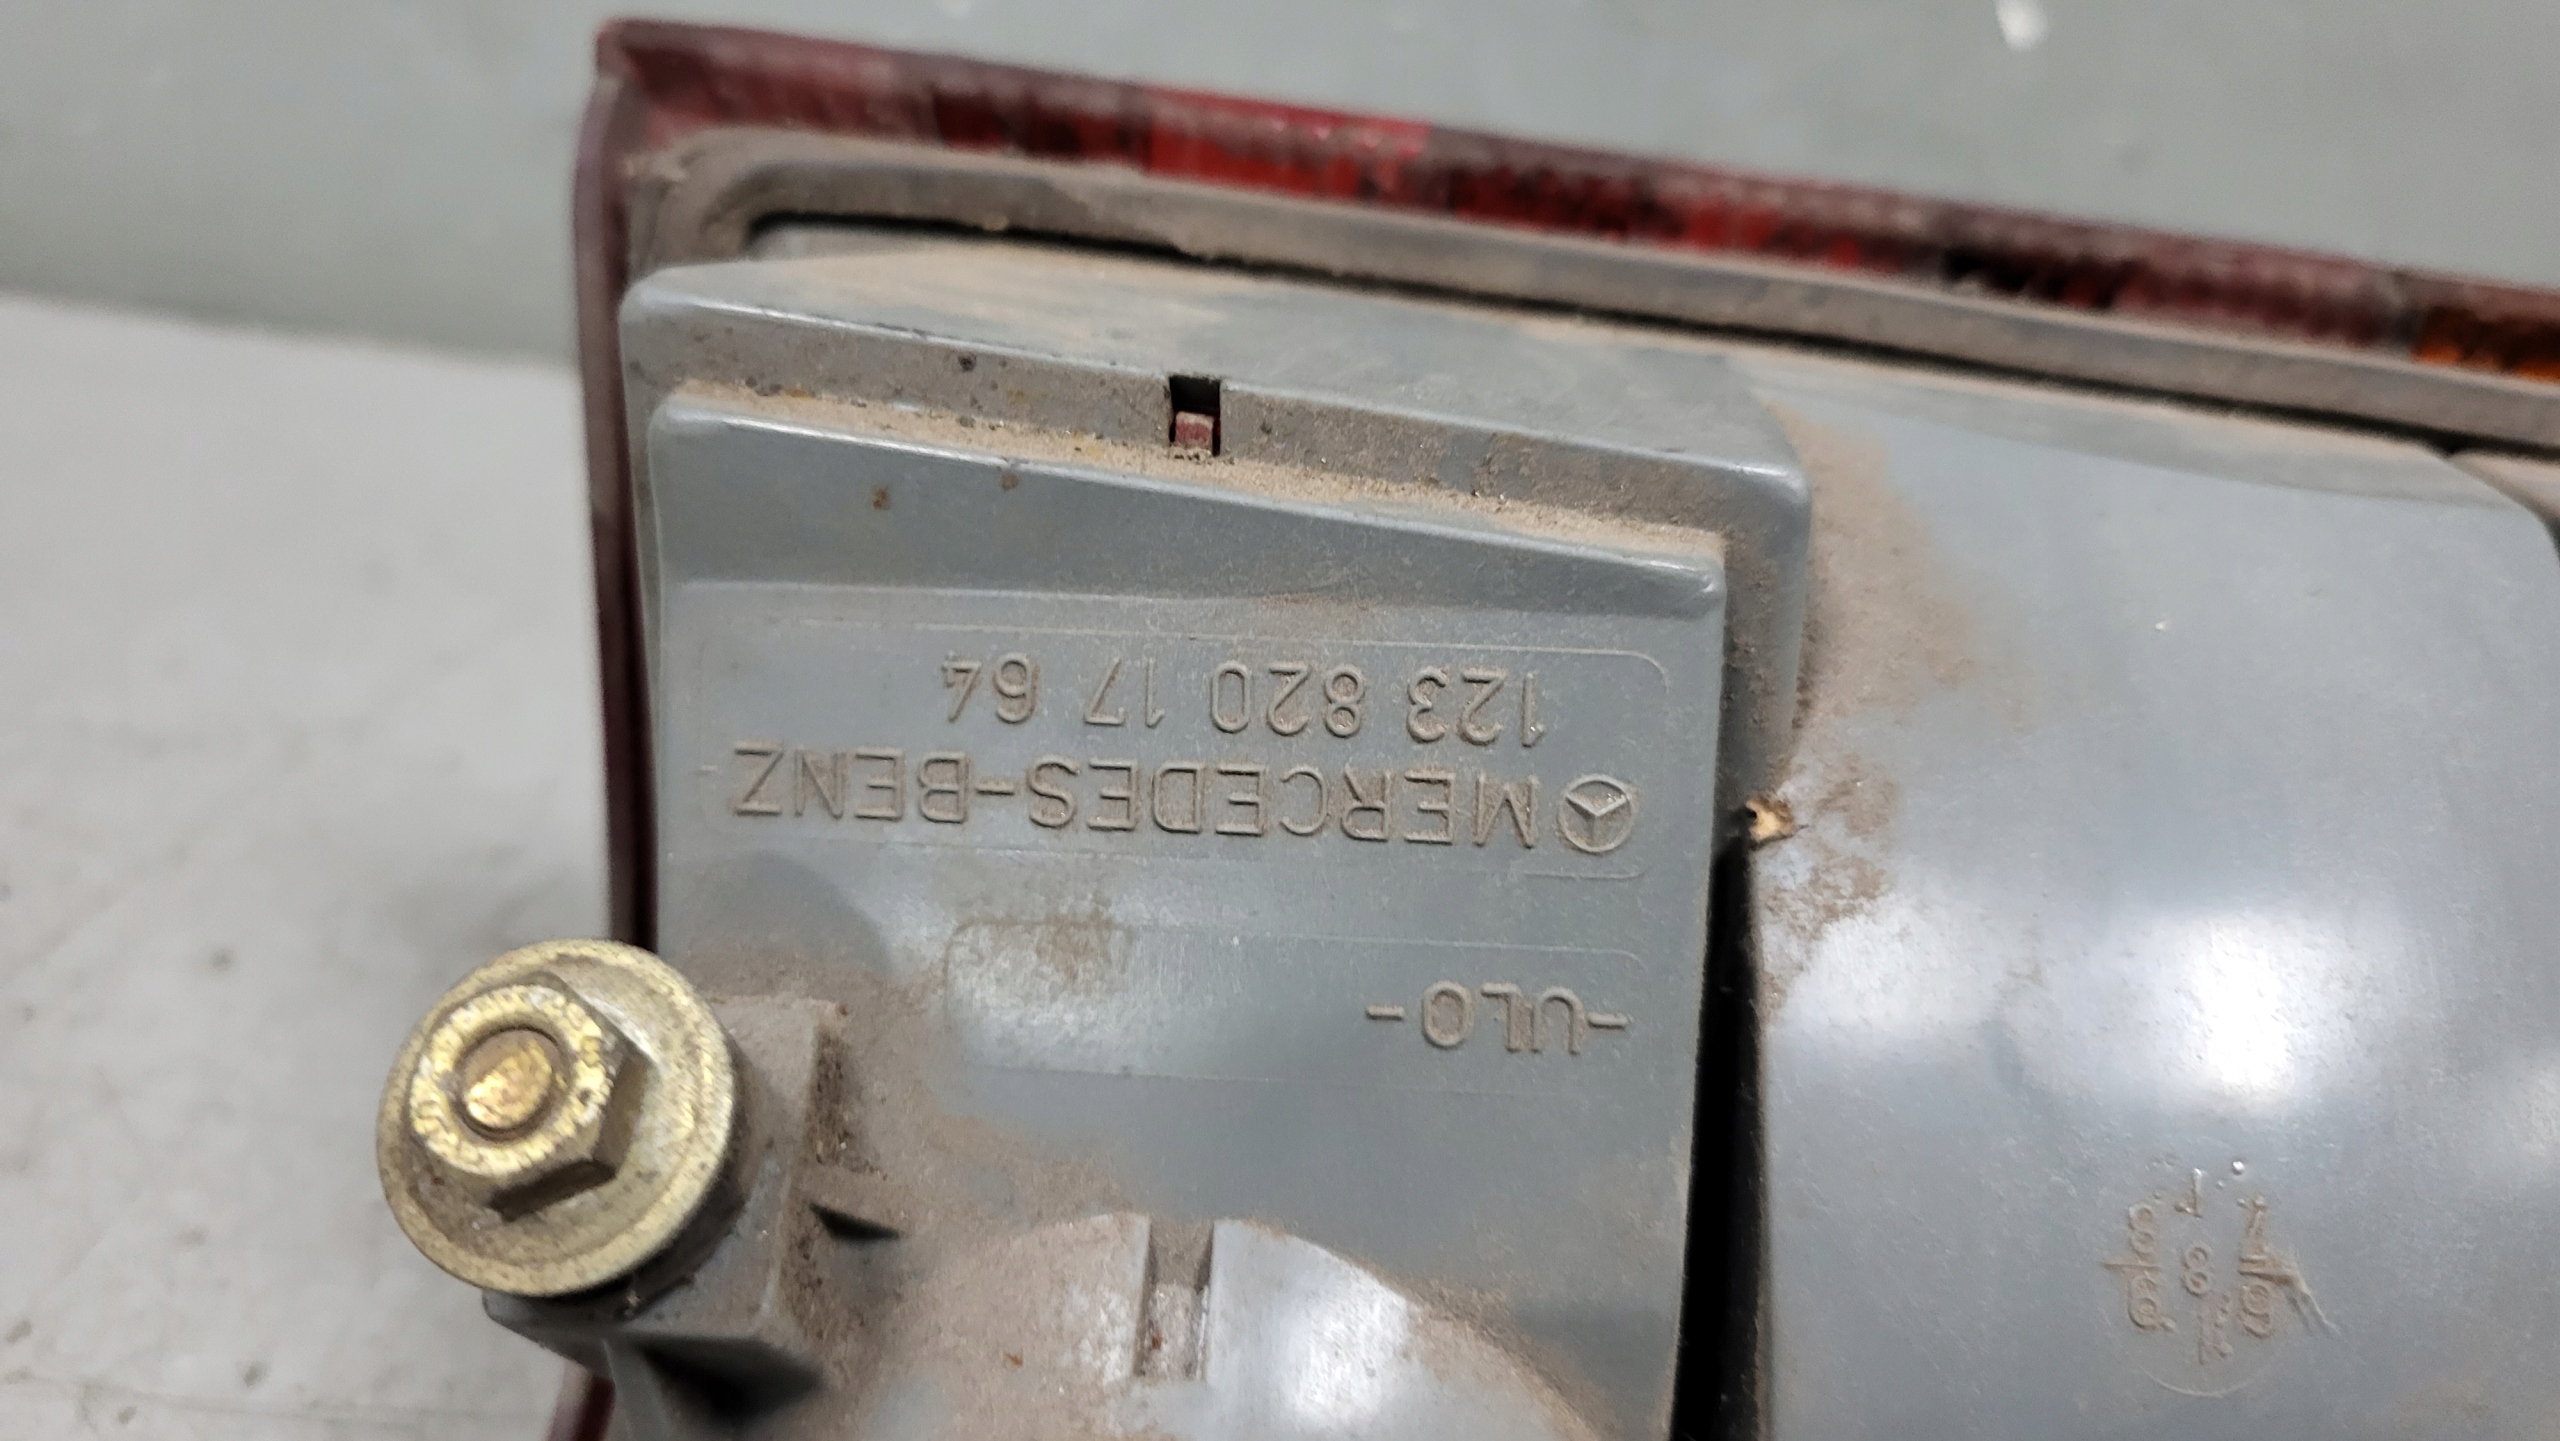 -ULO-
MERCEDES-BENZ
123 820 17 64